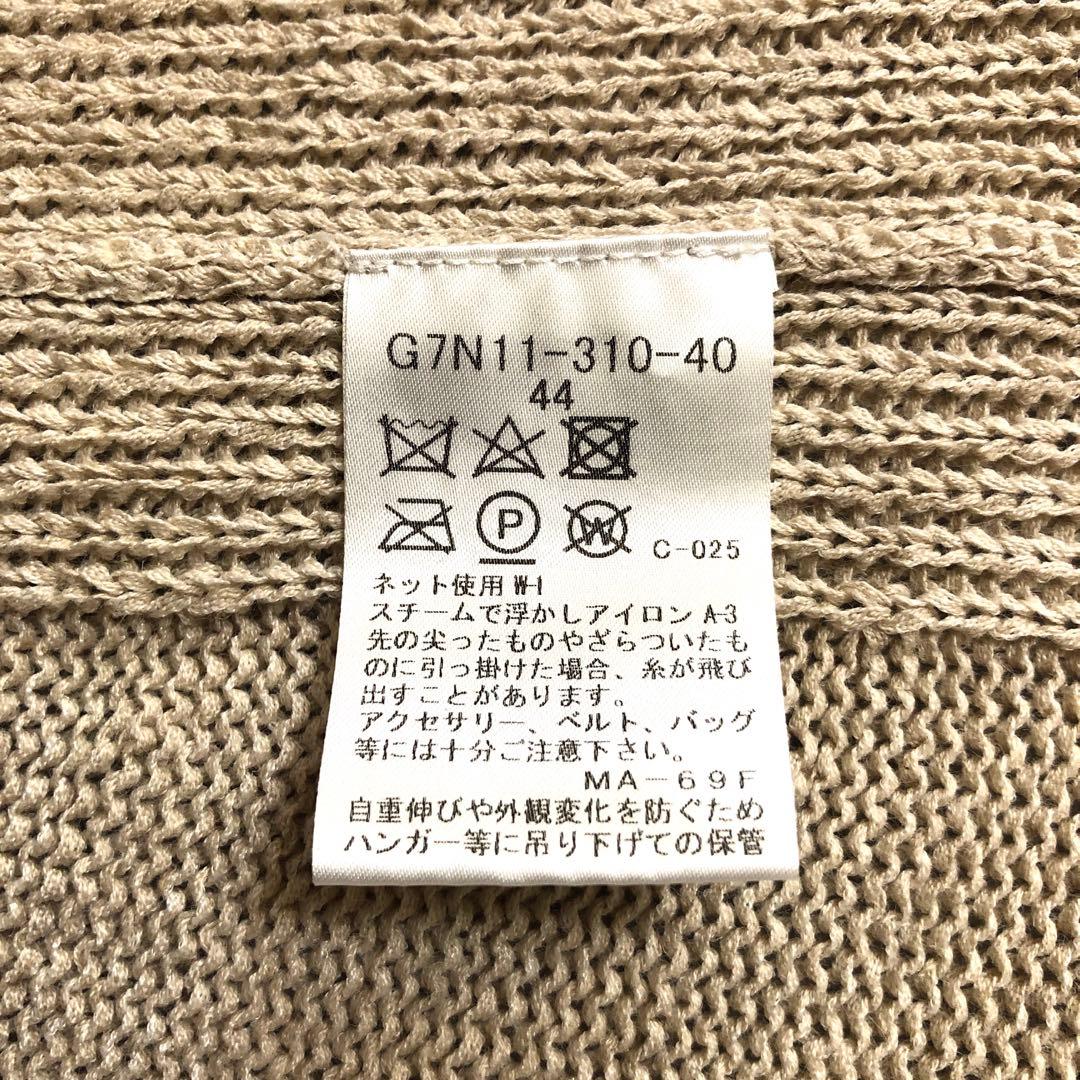 G7N11-310-40
44
P
W
C-025
ネット使用 W-I
スチームで浮かしアイロン A-3
先の尖ったものやざらついたも
のに引っ掛けた場合、糸が飛び
出すことがあります。
アクセサリー、ベルト、バッグ
等には十分ご注意下さい。
MA-69F
自重伸びや外観変化を防ぐため
ハンガー等に吊り下げての保管